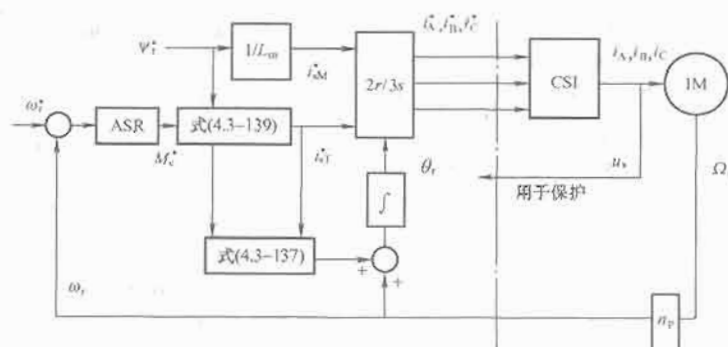 i*A, i*B, i*C
Ψ*r
1/Lm
i*sM
2r/3s
CSI
iA, iB, iC
IM
ω*r
ASR
式(4.3-139)
M*e
i*sT
θr
us
Ω
用于保护
∫
式(4.3-137)
+
+
ωr
np